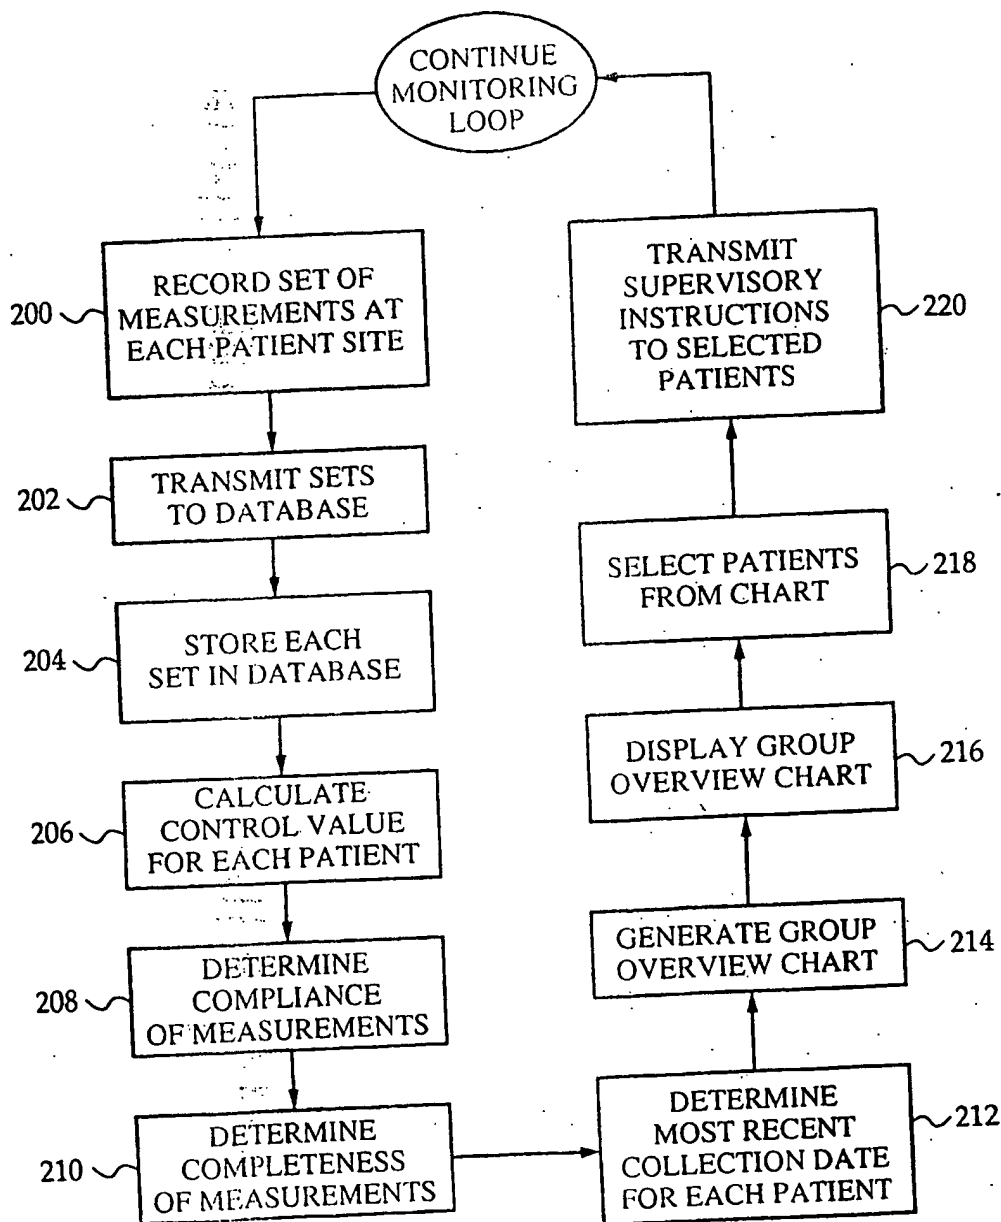 CONTINUE
MONITORING
LOOP
200
RECORD SET OF
MEASUREMENTS AT
EACH PATIENT SITE
202
TRANSMIT SETS
TO DATABASE
204
STORE EACH
SET IN DATABASE
206
CALCULATE
CONTROL VALUE
FOR EACH PATIENT
208
DETERMINE
COMPLIANCE
OF MEASUREMENTS
210
DETERMINE
COMPLETENESS
OF MEASUREMENTS
212
DETERMINE
MOST RECENT
COLLECTION DATE
FOR EACH PATIENT
214
GENERATE GROUP
OVERVIEW CHART
216
DISPLAY GROUP
OVERVIEW CHART
218
SELECT PATIENTS
FROM CHART
220
TRANSMIT
SUPERVISORY
INSTRUCTIONS
TO SELECTED
PATIENTS